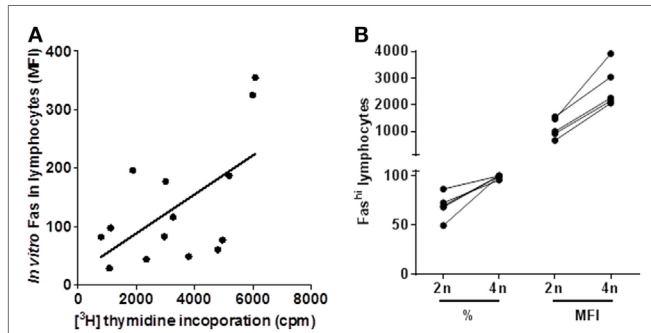 A
In vitro Fas In lymphocytes (MFI)
400
300
200
100
0
0 2000 4000 6000 8000
[³H] thymidine incoporation (cpm)
B
Fas^hi lymphocytes
4000
3000
2000
1000
100
50
0
2n 4n 2n 4n
% MFI